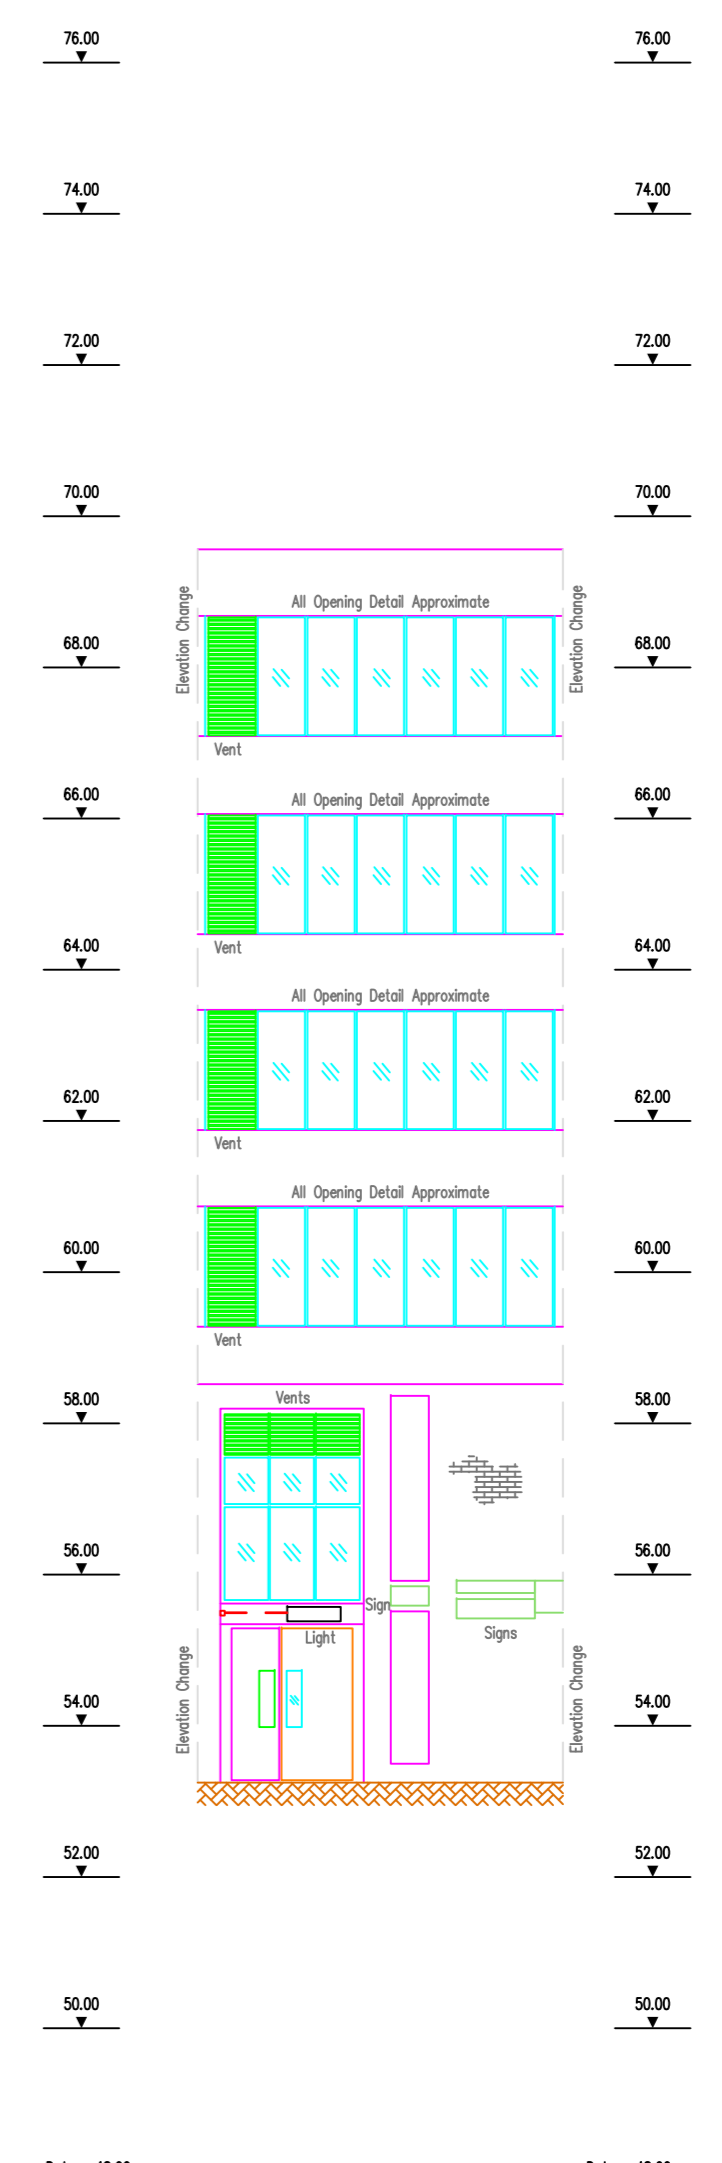 76.00 76.00
74.00 74.00
72.00 72.00
70.00 70.00
Elevation Change
Elevation Change
All Opening Detail Approximate
68.00 68.00
Vent
66.00 66.00
All Opening Detail Approximate
Vent
64.00 64.00
All Opening Detail Approximate
62.00 62.00
Vent
All Opening Detail Approximate
60.00 60.00
Vent
Vents
58.00 58.00
56.00 56.00
Sign
Signs
Light
Elevation Change
Elevation Change
54.00 54.00
52.00 52.00
50.00 50.00